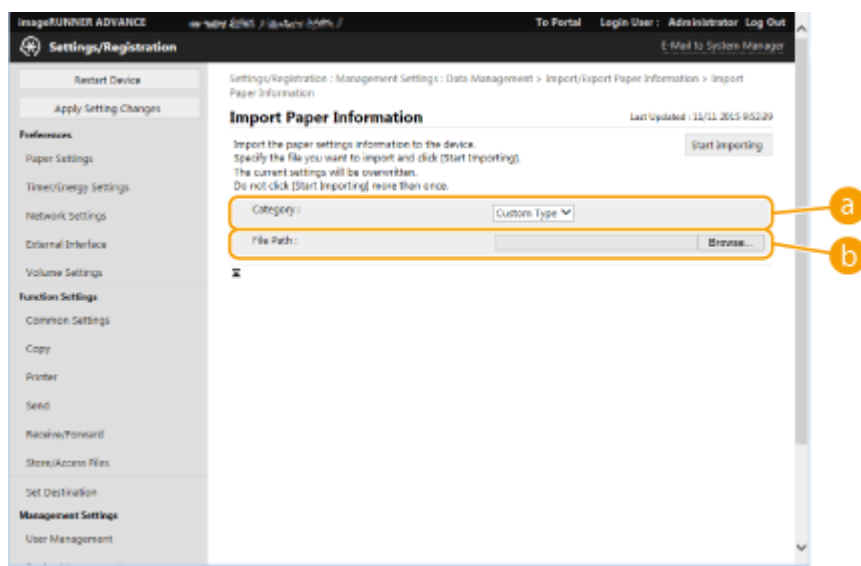 imageRUNNER ADVANCE
To Portal Login User : Administrator Log Out
Settings/Registration
E-Mail to System Manager
Restart Device
Apply Setting Changes
Preferences
Paper Settings
Timer/Energy Settings
Network Settings
External Interface
Volume Settings
Function Settings
Common Settings
Copy
Printer
Send
Receive/Forward
Store/Access Files
Set Destination
Management Settings
User Management
Settings/Registration : Management Settings : Data Management > Import/Export Paper Information > Import
Paper Information
Import Paper Information
Last Updated : 11/11 2015 9:52:29
Import the paper settings information to the device.
Specify the file you want to import and click [Start Importing].
The current settings will be overwritten.
Do not click [Start Importing] more than once.
Start Importing
Category :
Custom Type
a
File Path :
Browse...
b